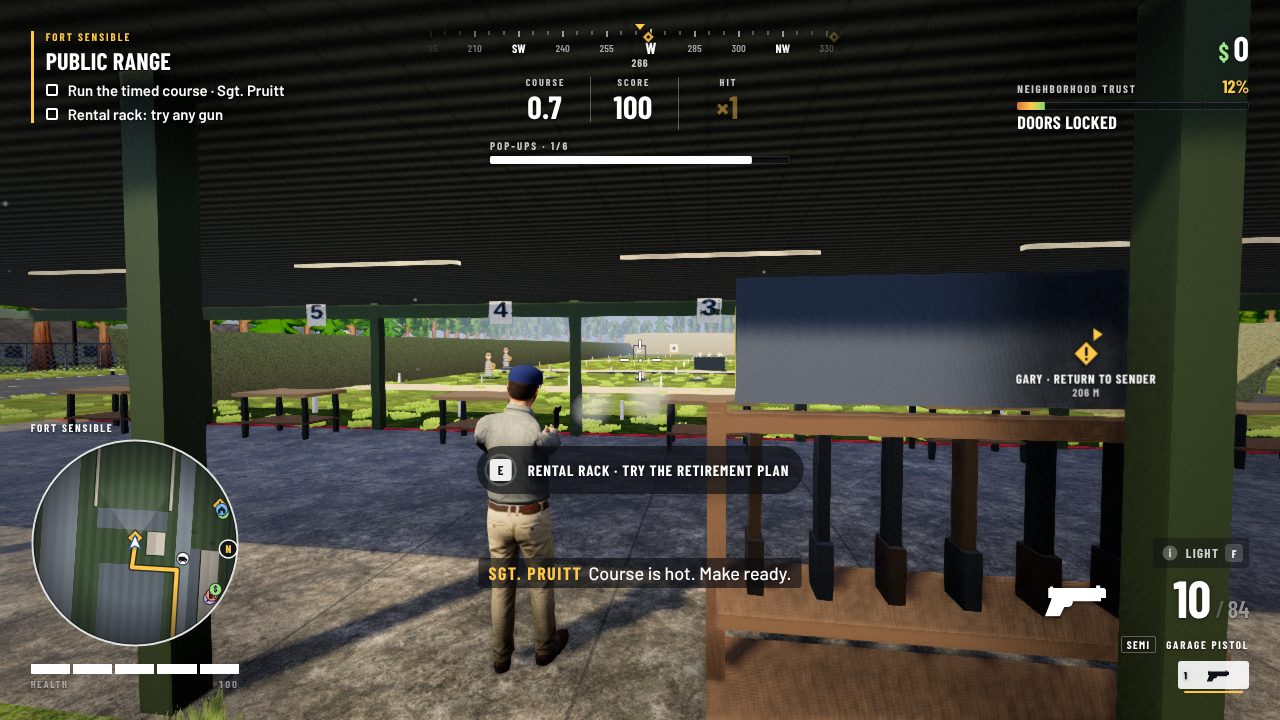 FORT SENSIBLE
PUBLIC RANGE
Run the timed course · Sgt. Pruitt
Rental rack: try any gun
195 210 SW 240 255 W 285 300 NW 330
266
COURSE SCORE HIT
0.7 100 ×1
POP-UPS · 1/6
$0
NEIGHBORHOOD TRUST 12%
DOORS LOCKED
5 4 3
GARY · RETURN TO SENDER
206 M
FORT SENSIBLE
E RENTAL RACK · TRY THE RETIREMENT PLAN
SGT. PRUITT Course is hot. Make ready.
N
$
HEALTH 100
LIGHT F
10 / 84
SEMI GARAGE PISTOL
1